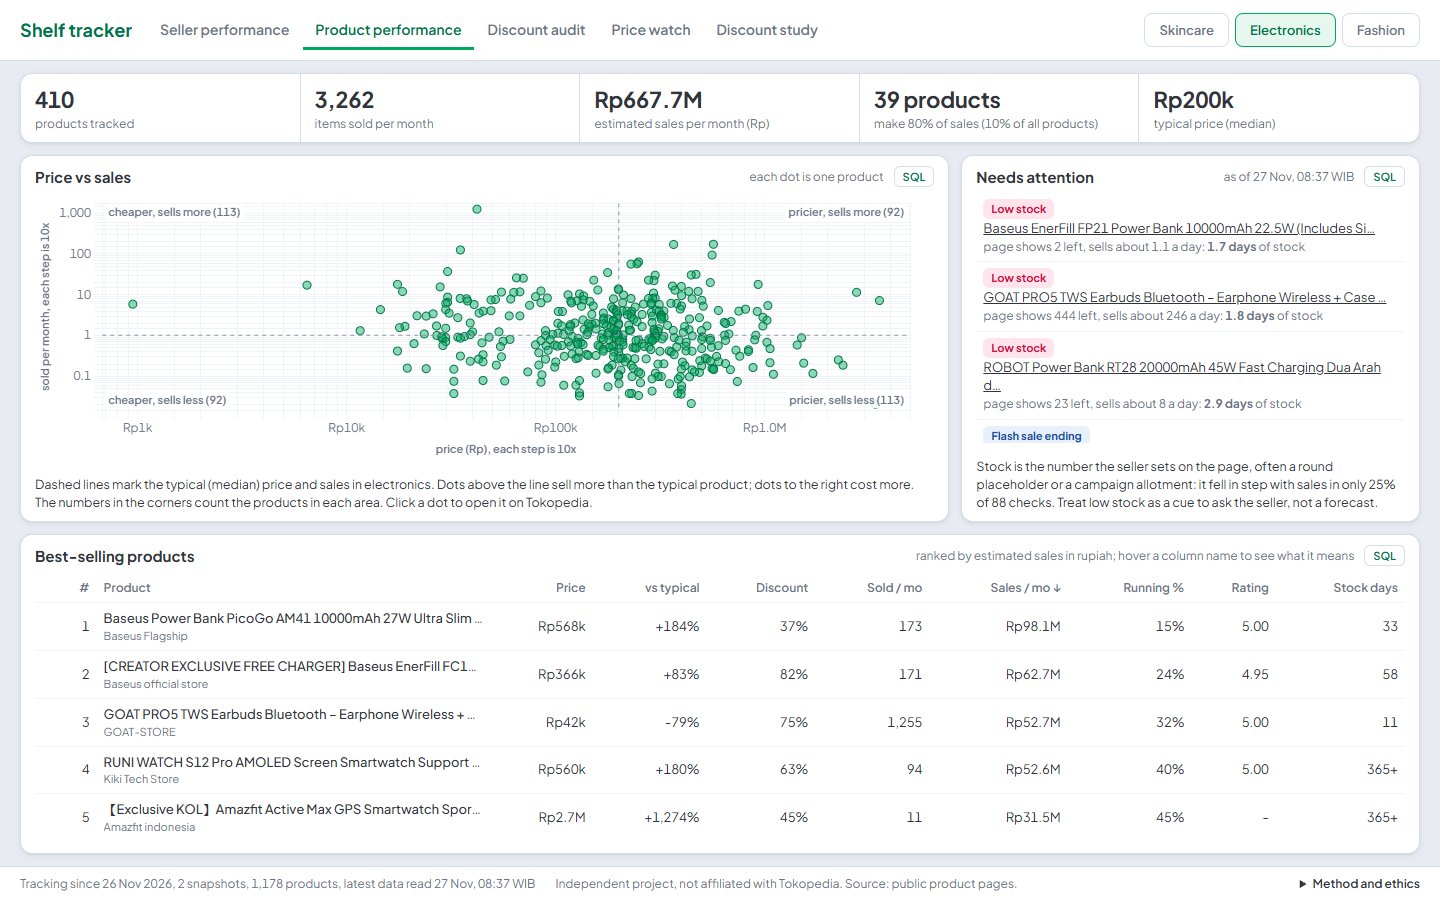 Shelf tracker
Seller performance
Product performance
Discount audit
Price watch
Discount study
Skincare
Electronics
Fashion
410
products tracked
3,262
items sold per month
Rp667.7M
estimated sales per month (Rp)
39 products
make 80% of sales (10% of all products)
Rp200k
typical price (median)
Price vs sales
each dot is one product
SQL
sold per month, each step is 10x
1,000
100
10
1
0.1
cheaper, sells more (113)
pricier, sells more (92)
cheaper, sells less (92)
pricier, sells less (113)
Rp1k
Rp10k
Rp100k
Rp1.0M
price (Rp), each step is 10x
Dashed lines mark the typical (median) price and sales in electronics. Dots above the line sell more than the typical product; dots to the right cost more.
The numbers in the corners count the products in each area. Click a dot to open it on Tokopedia.
Needs attention
as of 27 Nov, 08:37 WIB
SQL
Low stock
Baseus EnerFill FP21 Power Bank 10000mAh 22.5W (Includes Si...
page shows 2 left, sells about 1.1 a day: 1.7 days of stock
Low stock
GOAT PRO5 TWS Earbuds Bluetooth – Earphone Wireless + Case ...
page shows 444 left, sells about 246 a day: 1.8 days of stock
Low stock
ROBOT Power Bank RT28 20000mAh 45W Fast Charging Dua Arah
d...
page shows 23 left, sells about 8 a day: 2.9 days of stock
Flash sale ending
Stock is the number the seller sets on the page, often a round
placeholder or a campaign allotment: it fell in step with sales in only 25%
of 88 checks. Treat low stock as a cue to ask the seller, not a forecast.
Best-selling products
ranked by estimated sales in rupiah; hover a column name to see what it means
SQL
# Product Price vs typical Discount Sold / mo Sales / mo ↓ Running % Rating Stock days
1 Baseus Power Bank PicoGo AM41 10000mAh 27W Ultra Slim ... Rp568k +184% 37% 173 Rp98.1M 15% 5.00 33
Baseus Flagship
2 [CREATOR EXCLUSIVE FREE CHARGER] Baseus EnerFill FC1... Rp366k +83% 82% 171 Rp62.7M 24% 4.95 58
Baseus official store
3 GOAT PRO5 TWS Earbuds Bluetooth – Earphone Wireless + ... Rp42k -79% 75% 1,255 Rp52.7M 32% 5.00 11
GOAT-STORE
4 RUNI WATCH S12 Pro AMOLED Screen Smartwatch Support ... Rp560k +180% 63% 94 Rp52.6M 40% 5.00 365+
Kiki Tech Store
5 【Exclusive KOL】Amazfit Active Max GPS Smartwatch Spor... Rp2.7M +1,274% 45% 11 Rp31.5M 45% - 365+
Amazfit indonesia
Tracking since 26 Nov 2026, 2 snapshots, 1,178 products, latest data read 27 Nov, 08:37 WIB
Independent project, not affiliated with Tokopedia. Source: public product pages.
▶ Method and ethics